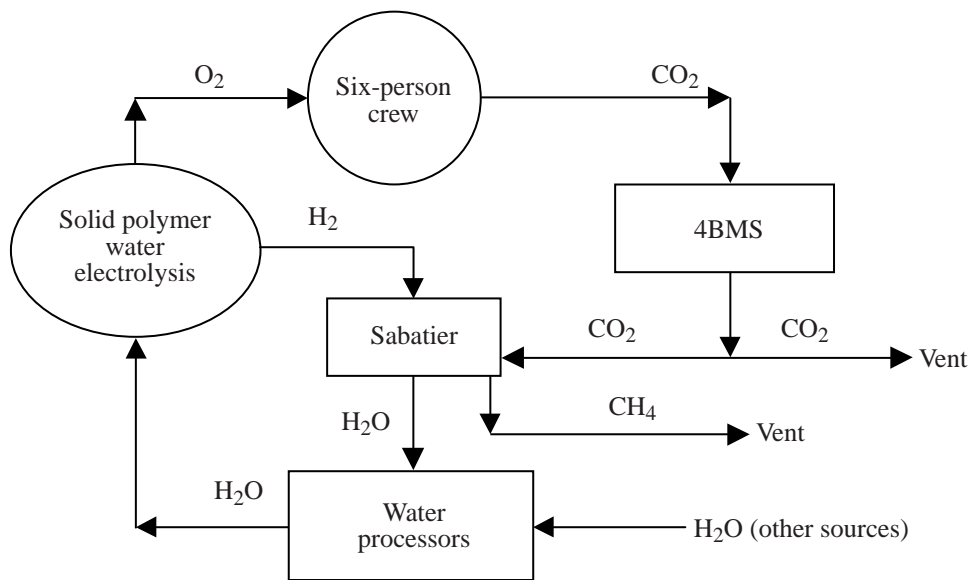 O2
Six-person
crew
CO2
Solid polymer
water
electrolysis
H2
4BMS
Sabatier
CO2
CO2
Vent
H2O
CH4
Vent
H2O
Water
processors
H2O (other sources)